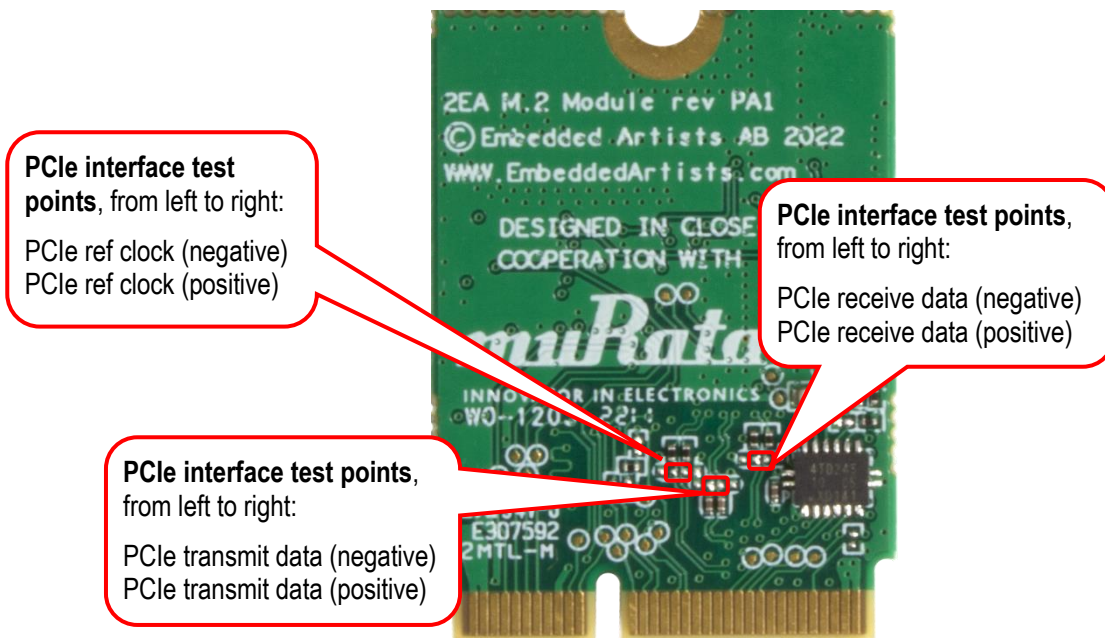 2EA M.2 Module rev PA1
© Embedded Artists AB 2022
WWW.EmbeddedArtists.com
DESIGNED IN CLOSE
COOPERATION WITH
muRata
INNOVATOR IN ELECTRONICS
PCIe interface test
points, from left to right:
PCIe ref clock (negative)
PCIe ref clock (positive)
PCIe interface test points,
from left to right:
PCIe receive data (negative)
PCIe receive data (positive)
PCIe interface test points,
from left to right:
PCIe transmit data (negative)
PCIe transmit data (positive)
E307592
2MTL-M
4TD245